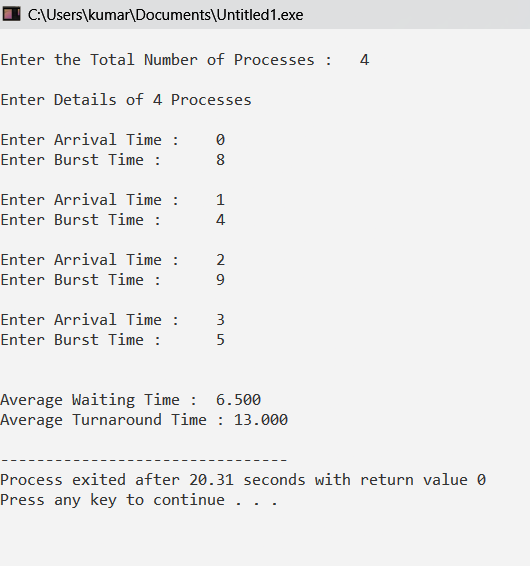 C:\Users\kumar\Documents\Untitled1.exe
Enter the Total Number of Processes :   4
Enter Details of 4 Processes
Enter Arrival Time :    0
Enter Burst Time :      8
Enter Arrival Time :    1
Enter Burst Time :      4
Enter Arrival Time :    2
Enter Burst Time :      9
Enter Arrival Time :    3
Enter Burst Time :      5
Average Waiting Time :  6.500
Average Turnaround Time : 13.000
--------------------------------
Process exited after 20.31 seconds with return value 0
Press any key to continue . . .